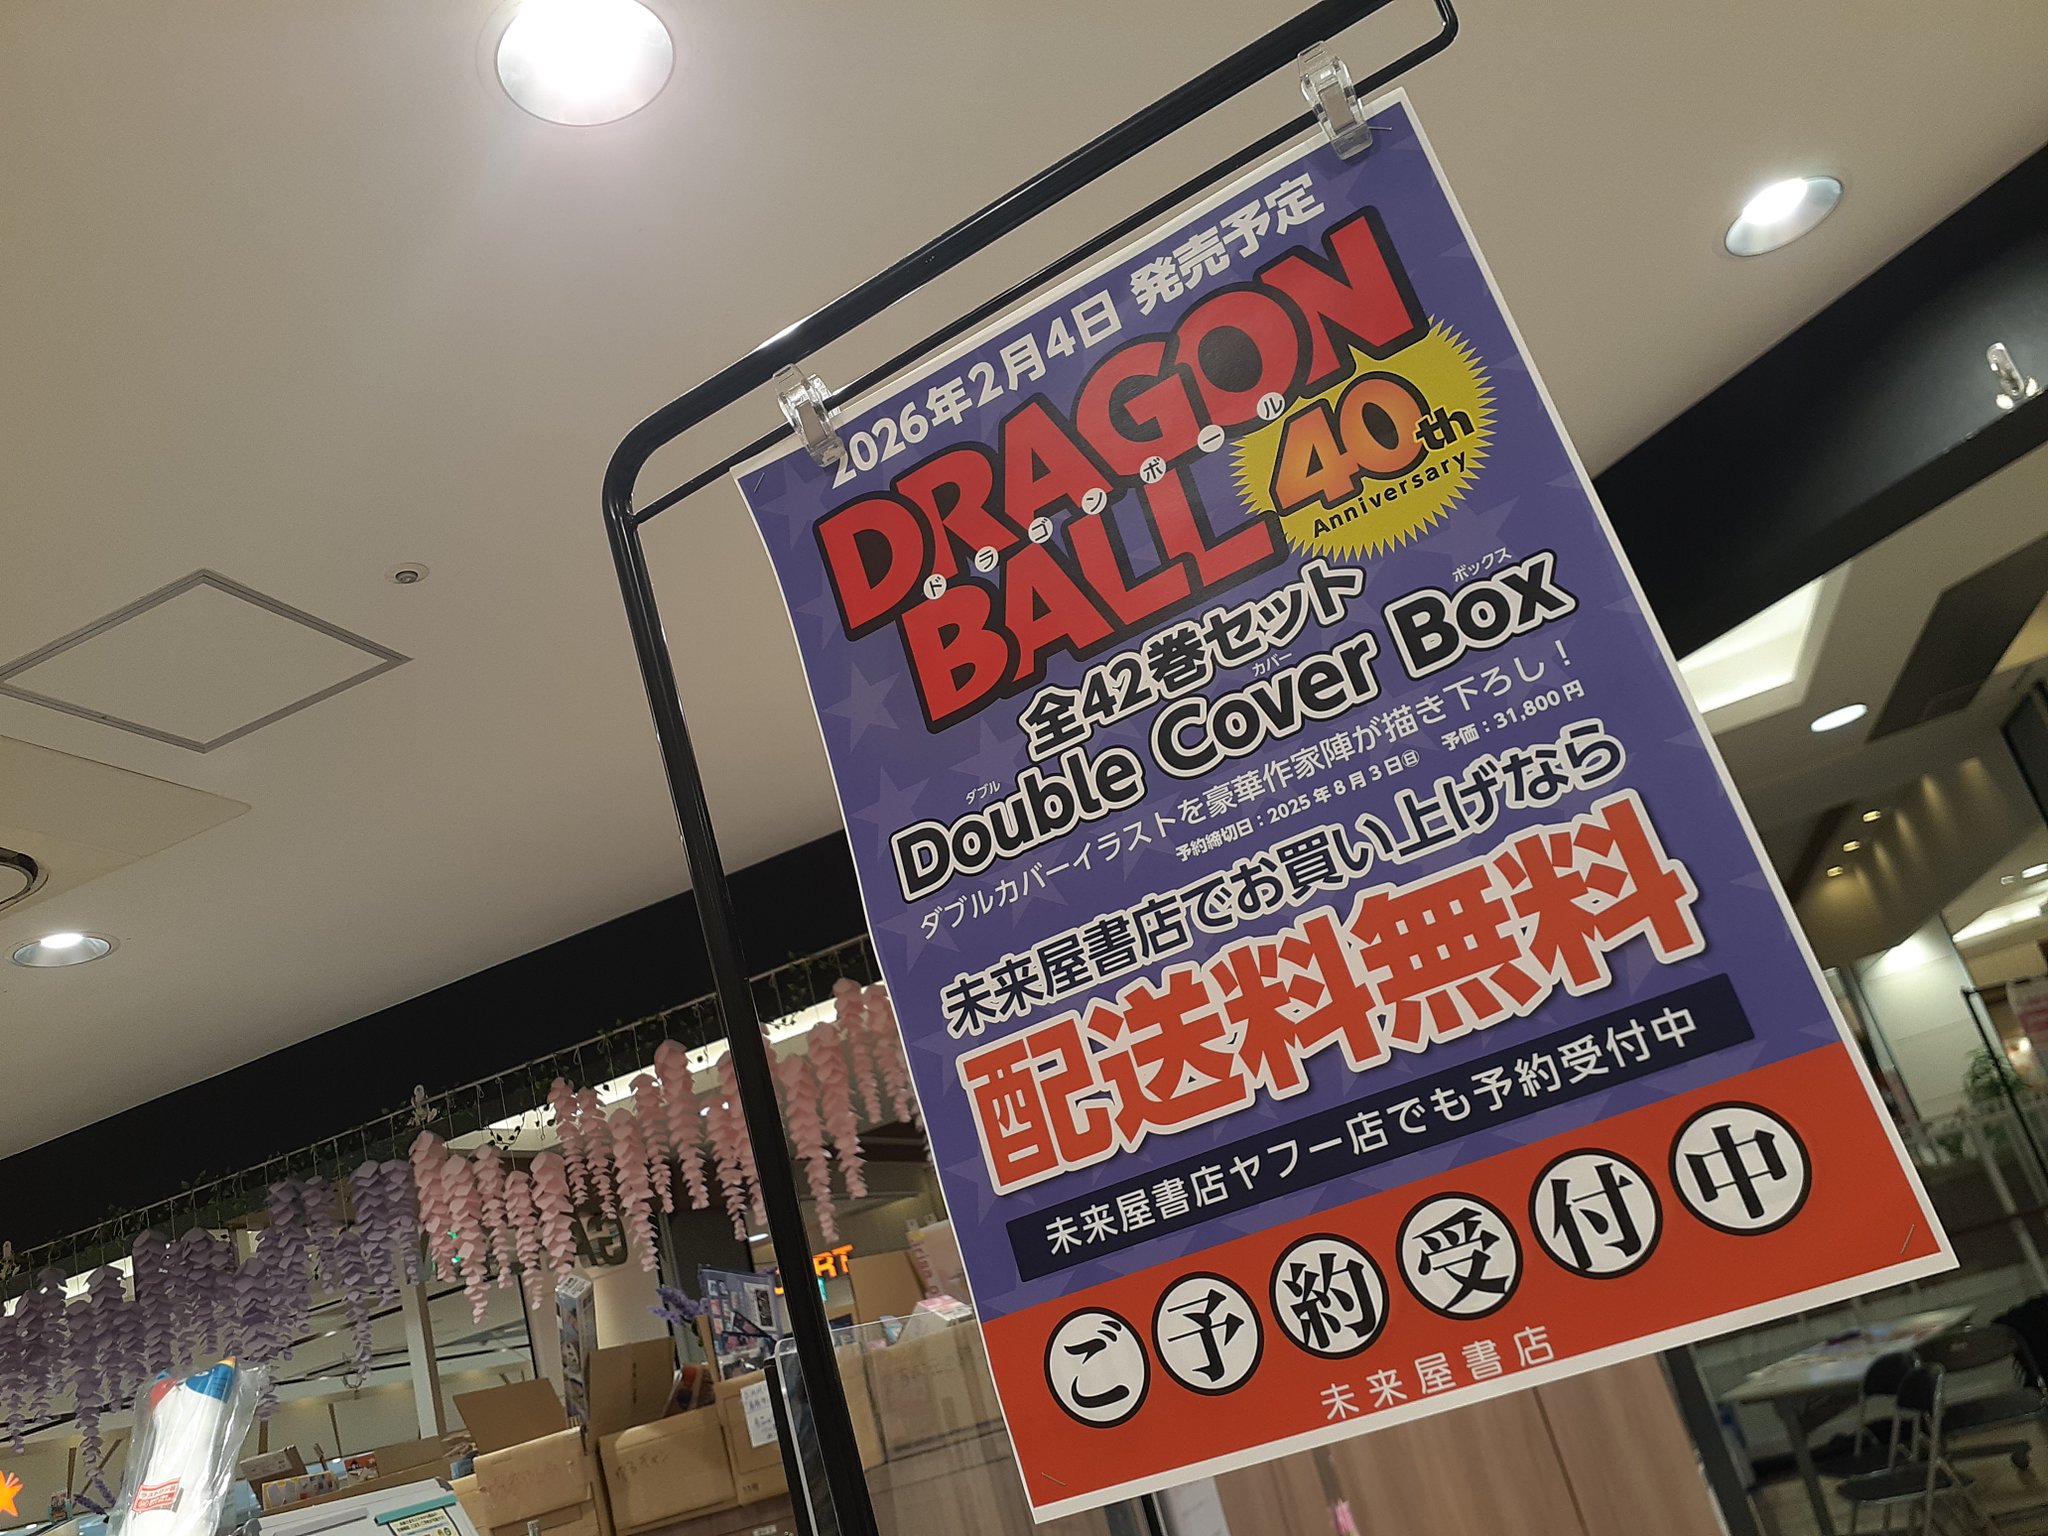 2026年2月4日 発売予定
DRAGON
ドラゴンボール
BALL
40th
Anniversary
全42巻セット
ダブル カバー ボックス
Double Cover Box
ダブルカバーイラストを豪華作家陣が描き下ろし！
予約締切日：2025年8月3日㊐ 予価：31,800円
未来屋書店でお買い上げなら
配送料無料
未来屋書店ヤフー店でも予約受付中
ご予約受付中
未来屋書店